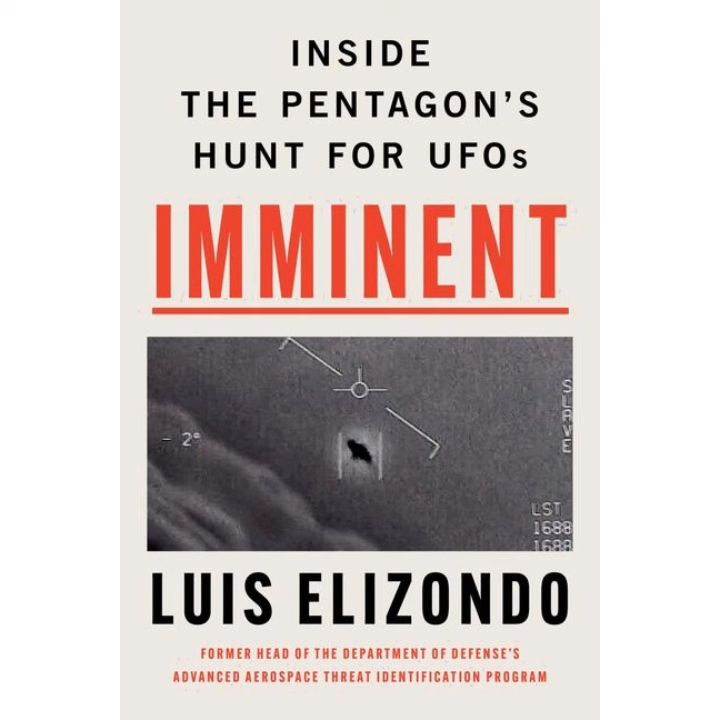 INSIDE
THE PENTAGON'S
HUNT FOR UFOs
IMMINENT
- 2°
SLAVE
LST
1688
1688
LUIS ELIZONDO
FORMER HEAD OF THE DEPARTMENT OF DEFENSE'S
ADVANCED AEROSPACE THREAT IDENTIFICATION PROGRAM